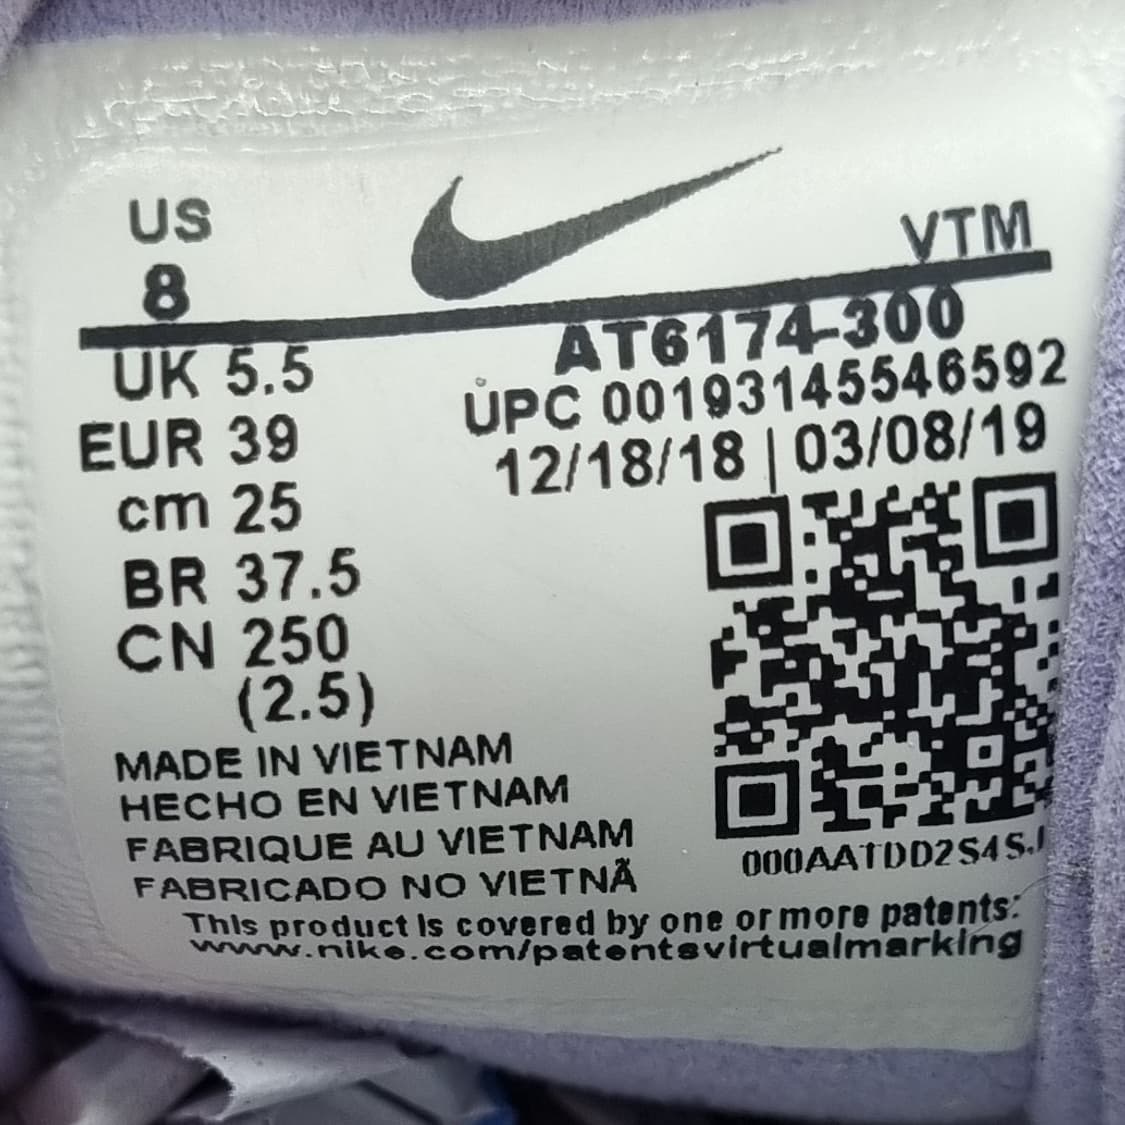 US
8
VTM
AT6174-300
UPC 00193145546592
12/18/18 | 03/08/19
UK 5.5
EUR 39
cm 25
BR 37.5
CN 250
(2.5)
000AATDD2S4S
MADE IN VIETNAM
HECHO EN VIETNAM
FABRIQUE AU VIETNAM
FABRICADO NO VIETNÃ
This product is covered by one or more patents:
www.nike.com/patentsvirtualmarking